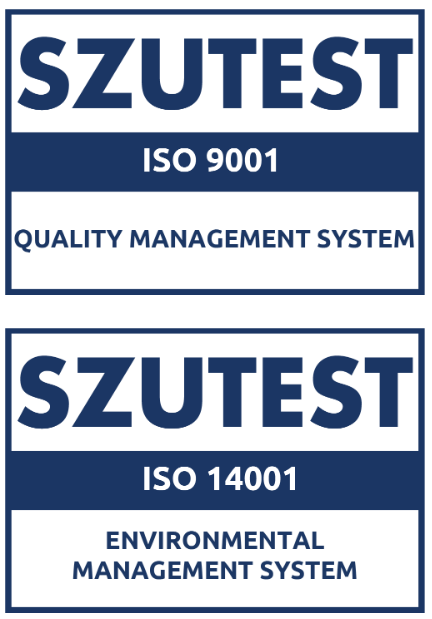 SZUTEST
ISO 9001
QUALITY MANAGEMENT SYSTEM
SZUTEST
ISO 14001
ENVIRONMENTAL
MANAGEMENT SYSTEM